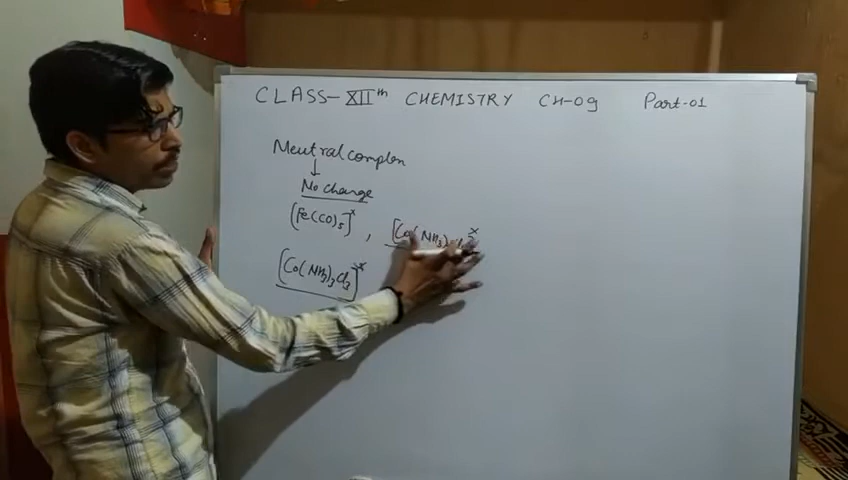 CLASS-XIIth CHEMISTRY CH-09 Part-01
Neutral complex
↓
No change
[Fe(CO)5]x , [Co(NH3)
[Co(NH3)3Cl3]x